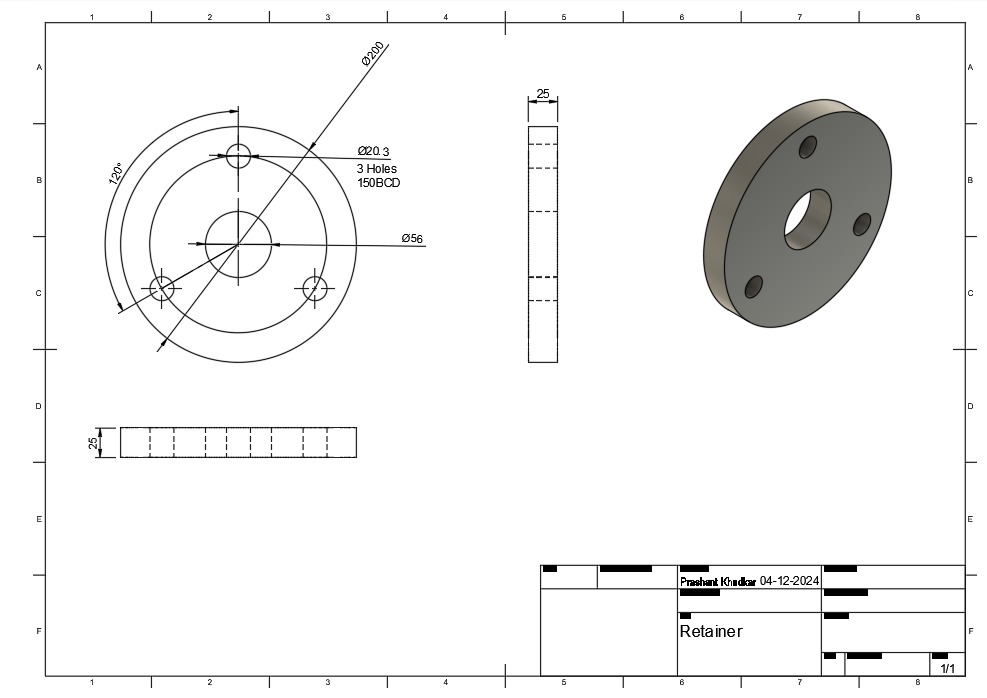 1 2 3 4 5 6 7 8
A A
Ø200
25
120°
Ø20.3
3 Holes
150BCD
B B
Ø56
C C
D D
25
E E
Prashant Khudkar 04-12-2024
Retainer
F F
1/1
1 2 3 4 5 6 7 8